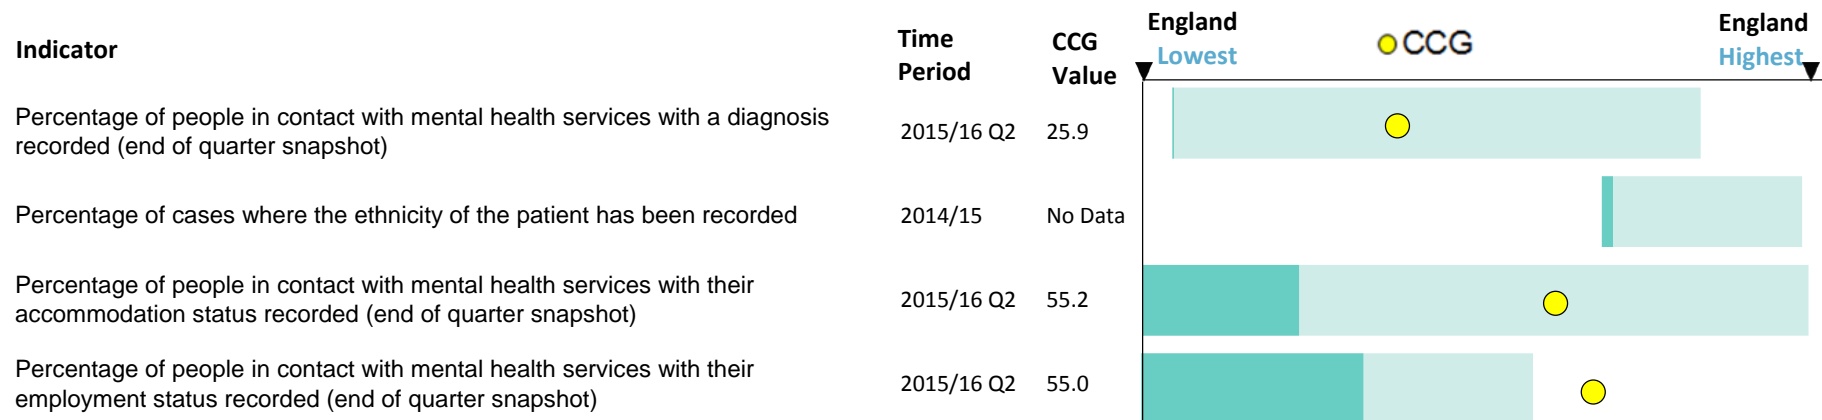 Indicator
Time Period
CCG Value
England Lowest
CCG
England Highest
Percentage of people in contact with mental health services with a diagnosis
recorded (end of quarter snapshot)
2015/16 Q2
25.9
Percentage of cases where the ethnicity of the patient has been recorded
2014/15
No Data
Percentage of people in contact with mental health services with their
accommodation status recorded (end of quarter snapshot)
2015/16 Q2
55.2
Percentage of people in contact with mental health services with their
employment status recorded (end of quarter snapshot)
2015/16 Q2
55.0